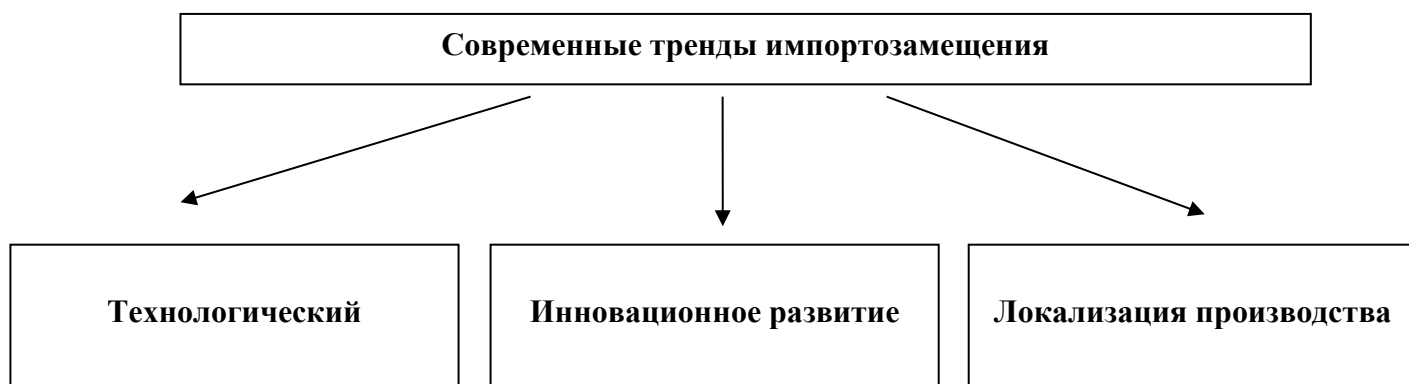 Современные тренды импортозамещения
Технологический
Инновационное развитие
Локализация производства